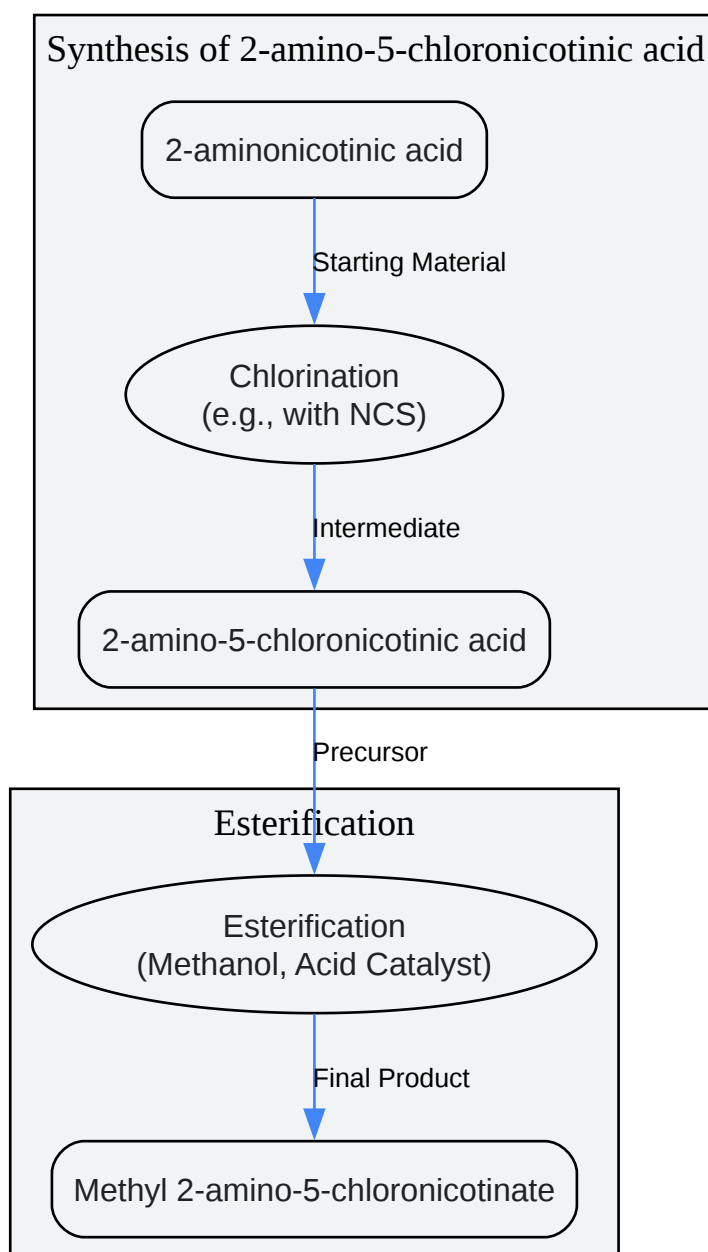 Synthesis of 2-amino-5-chloronicotinic acid
2-aminonicotinic acid
Starting Material
Chlorination
(e.g., with NCS)
Intermediate
2-amino-5-chloronicotinic acid
Precursor
Esterification
Esterification
(Methanol, Acid Catalyst)
Final Product
Methyl 2-amino-5-chloronicotinate